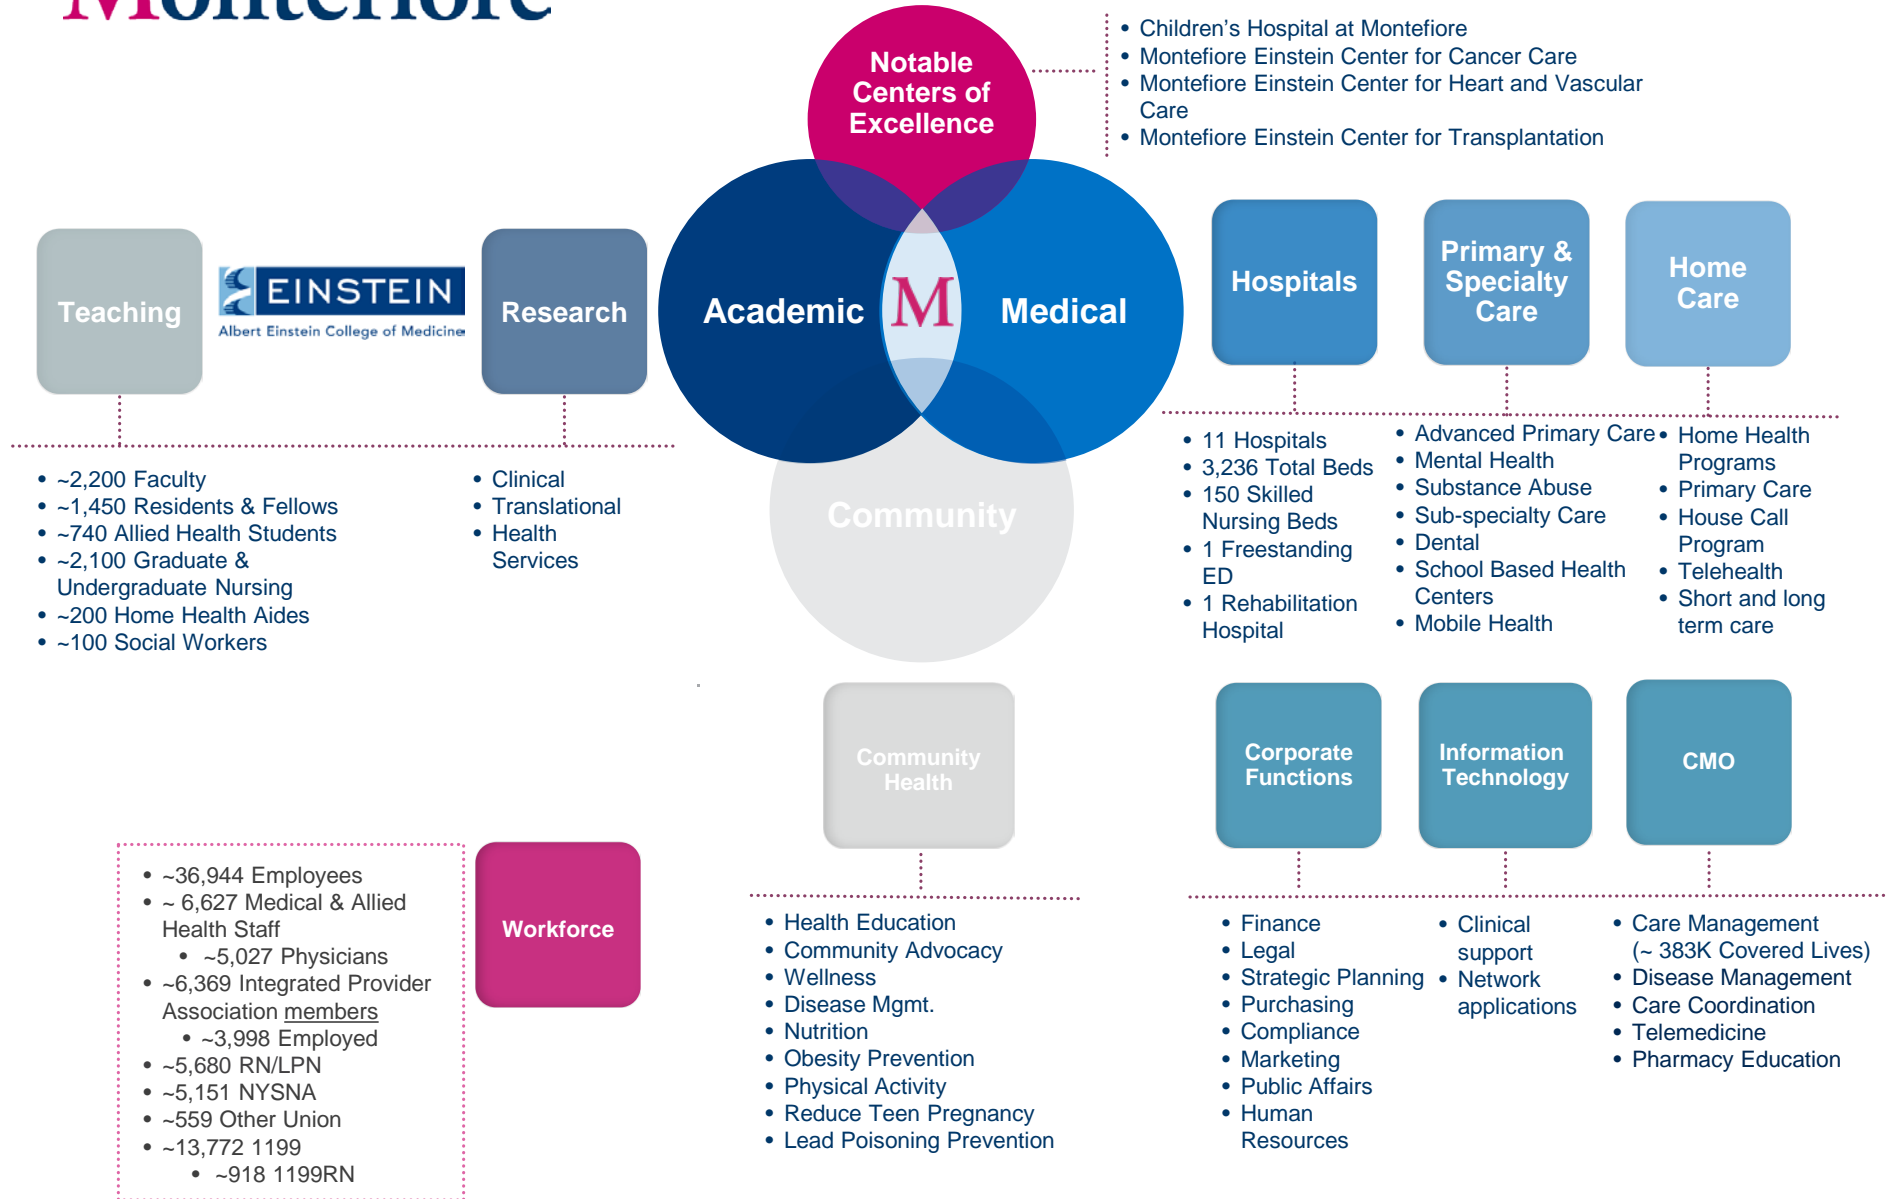 Montefiore
Notable
Centers of
Excellence
• Children's Hospital at Montefiore
• Montefiore Einstein Center for Cancer Care
• Montefiore Einstein Center for Heart and Vascular
Care
• Montefiore Einstein Center for Transplantation
Teaching
EINSTEIN
Albert Einstein College of Medicine
Research
Academic
M
Medical
Community
Hospitals
Primary &
Specialty
Care
Home
Care
• ~2,200 Faculty
• ~1,450 Residents & Fellows
• ~740 Allied Health Students
• ~2,100 Graduate &
Undergraduate Nursing
• ~200 Home Health Aides
• ~100 Social Workers
• Clinical
• Translational
• Health
Services
• 11 Hospitals
• 3,236 Total Beds
• 150 Skilled
Nursing Beds
• 1 Freestanding
ED
• 1 Rehabilitation
Hospital
• Advanced Primary Care
• Mental Health
• Substance Abuse
• Sub-specialty Care
• Dental
• School Based Health
Centers
• Mobile Health
• Home Health
Programs
• Primary Care
• House Call
Program
• Telehealth
• Short and long
term care
Workforce
• ~36,944 Employees
• ~ 6,627 Medical & Allied
Health Staff
• ~5,027 Physicians
• ~6,369 Integrated Provider
Association members
• ~3,998 Employed
• ~5,680 RN/LPN
• ~5,151 NYSNA
• ~559 Other Union
• ~13,772 1199
• ~918 1199RN
Community
Health
• Health Education
• Community Advocacy
• Wellness
• Disease Mgmt.
• Nutrition
• Obesity Prevention
• Physical Activity
• Reduce Teen Pregnancy
• Lead Poisoning Prevention
Corporate
Functions
• Finance
• Legal
• Strategic Planning
• Purchasing
• Compliance
• Marketing
• Public Affairs
• Human
Resources
Information
Technology
• Clinical
support
• Network
applications
CMO
• Care Management
(~ 383K Covered Lives)
• Disease Management
• Care Coordination
• Telemedicine
• Pharmacy Education